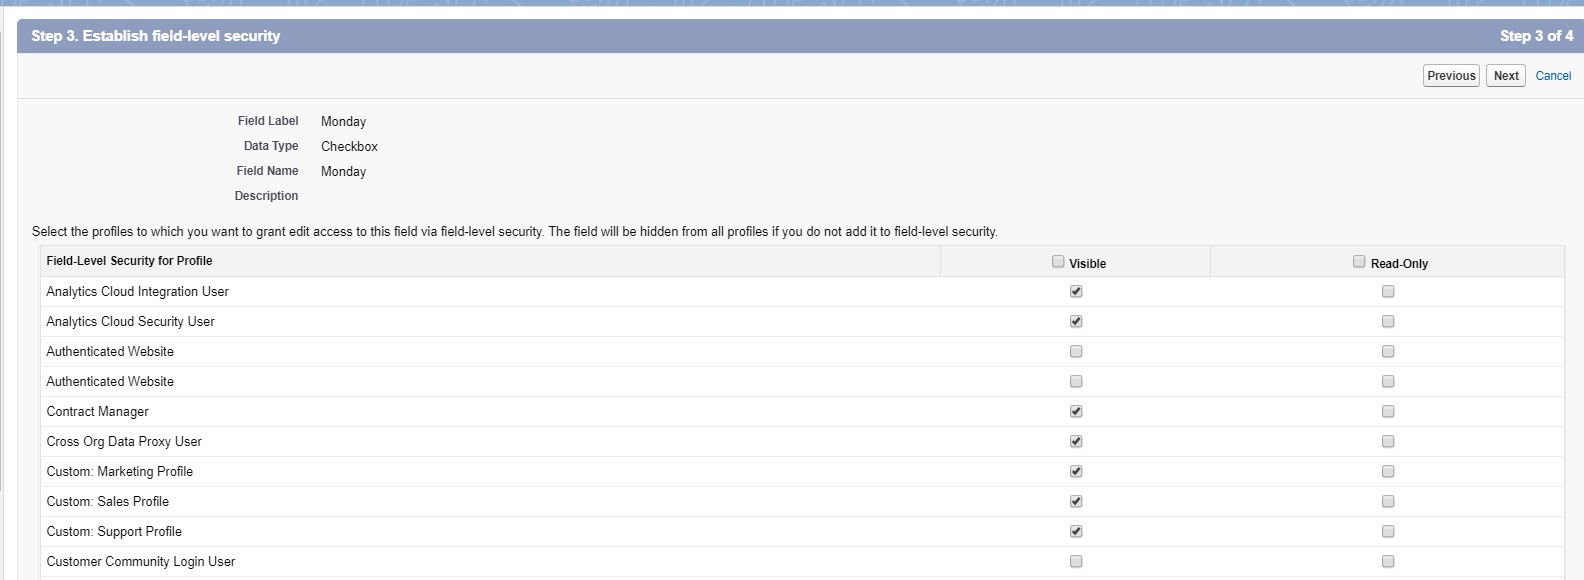 Step 3. Establish field-level security Step 3 of 4
Previous Next Cancel
Field Label Monday
Data Type Checkbox
Field Name Monday
Description
Select the profiles to which you want to grant edit access to this field via field-level security. The field will be hidden from all profiles if you do not add it to field-level security.
Field-Level Security for Profile Visible Read-Only
Analytics Cloud Integration User
Analytics Cloud Security User
Authenticated Website
Authenticated Website
Contract Manager
Cross Org Data Proxy User
Custom: Marketing Profile
Custom: Sales Profile
Custom: Support Profile
Customer Community Login User